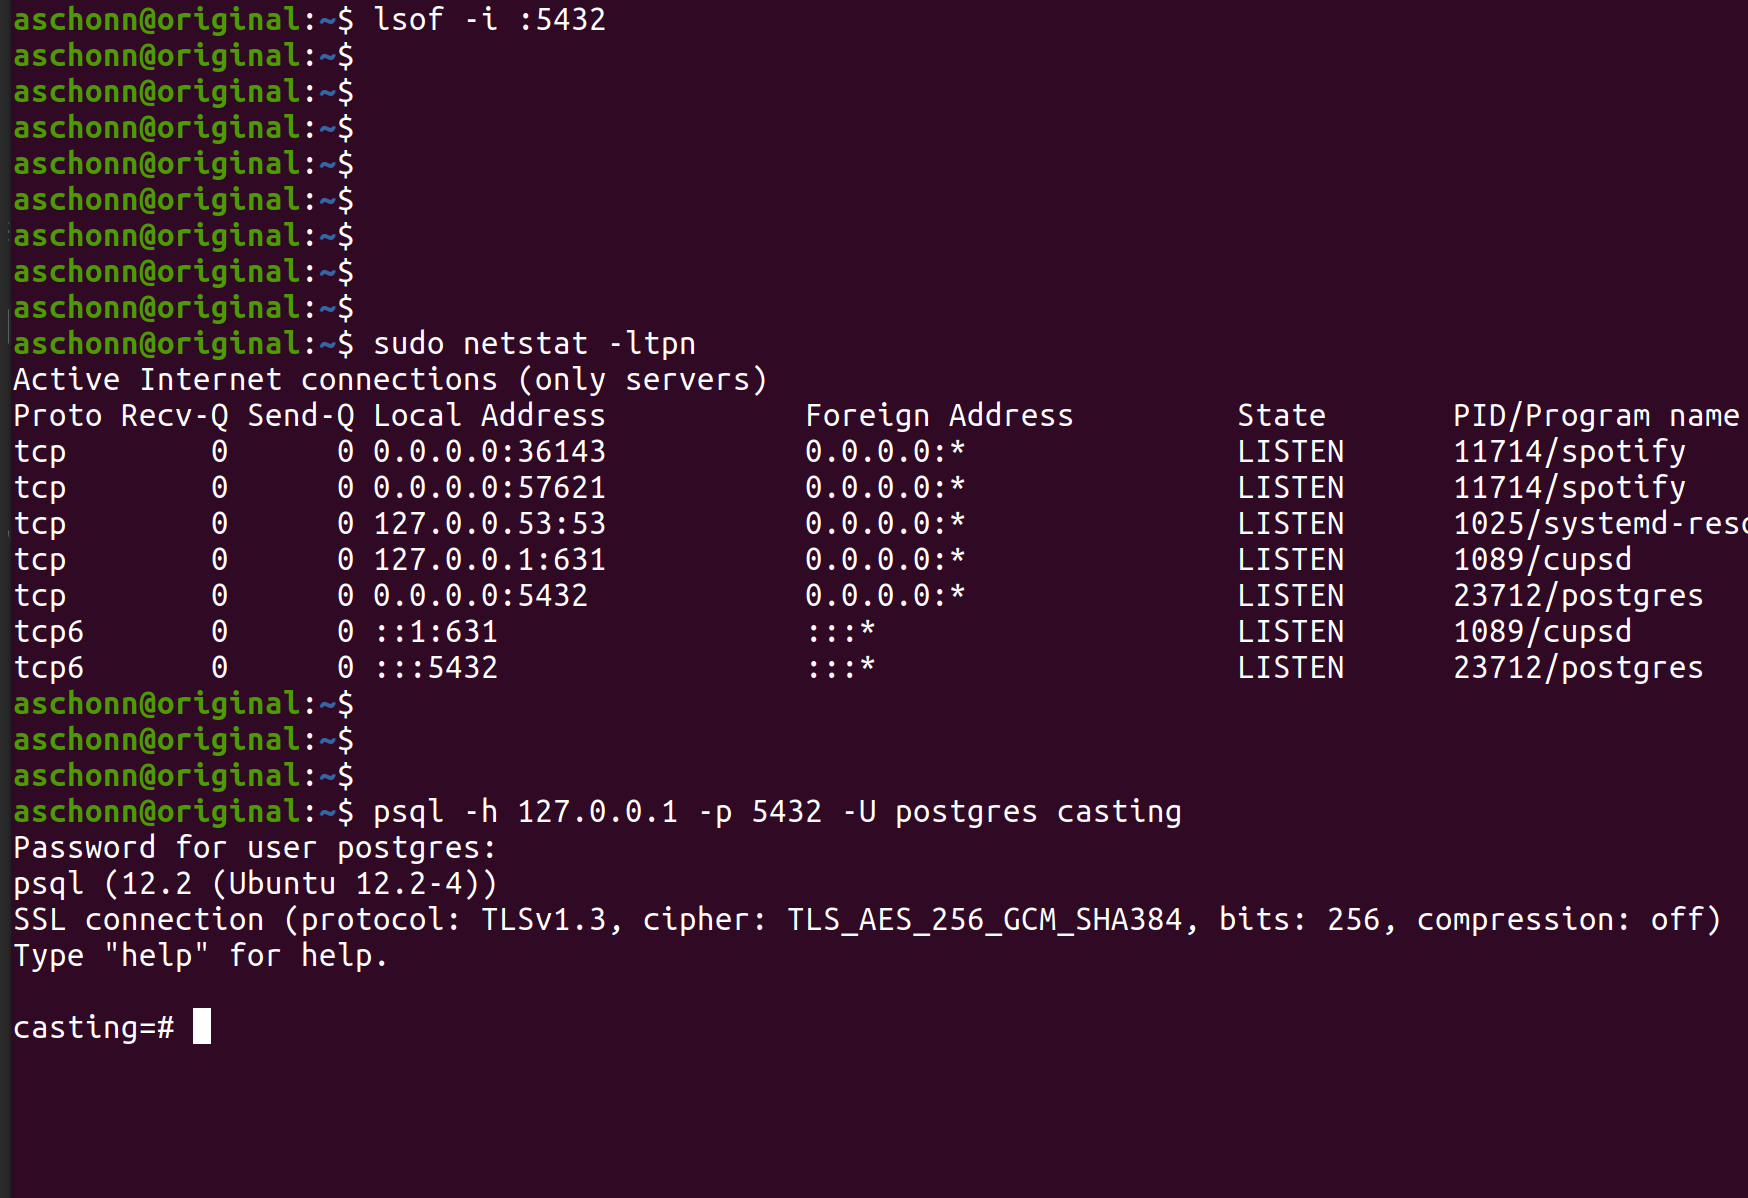 aschonn@original:~$ lsof -i :5432
aschonn@original:~$
aschonn@original:~$
aschonn@original:~$
aschonn@original:~$
aschonn@original:~$
aschonn@original:~$
aschonn@original:~$
aschonn@original:~$
aschonn@original:~$ sudo netstat -ltpn
Active Internet connections (only servers)
Proto Recv-Q Send-Q Local Address           Foreign Address         State       PID/Program name
tcp        0      0 0.0.0.0:36143           0.0.0.0:*               LISTEN      11714/spotify
tcp        0      0 0.0.0.0:57621           0.0.0.0:*               LISTEN      11714/spotify
tcp        0      0 127.0.0.53:53           0.0.0.0:*               LISTEN      1025/systemd-reso
tcp        0      0 127.0.0.1:631           0.0.0.0:*               LISTEN      1089/cupsd
tcp        0      0 0.0.0.0:5432            0.0.0.0:*               LISTEN      23712/postgres
tcp6       0      0 ::1:631                 :::*                    LISTEN      1089/cupsd
tcp6       0      0 :::5432                 :::*                    LISTEN      23712/postgres
aschonn@original:~$
aschonn@original:~$
aschonn@original:~$
aschonn@original:~$ psql -h 127.0.0.1 -p 5432 -U postgres casting
Password for user postgres:
psql (12.2 (Ubuntu 12.2-4))
SSL connection (protocol: TLSv1.3, cipher: TLS_AES_256_GCM_SHA384, bits: 256, compression: off)
Type "help" for help.

casting=#